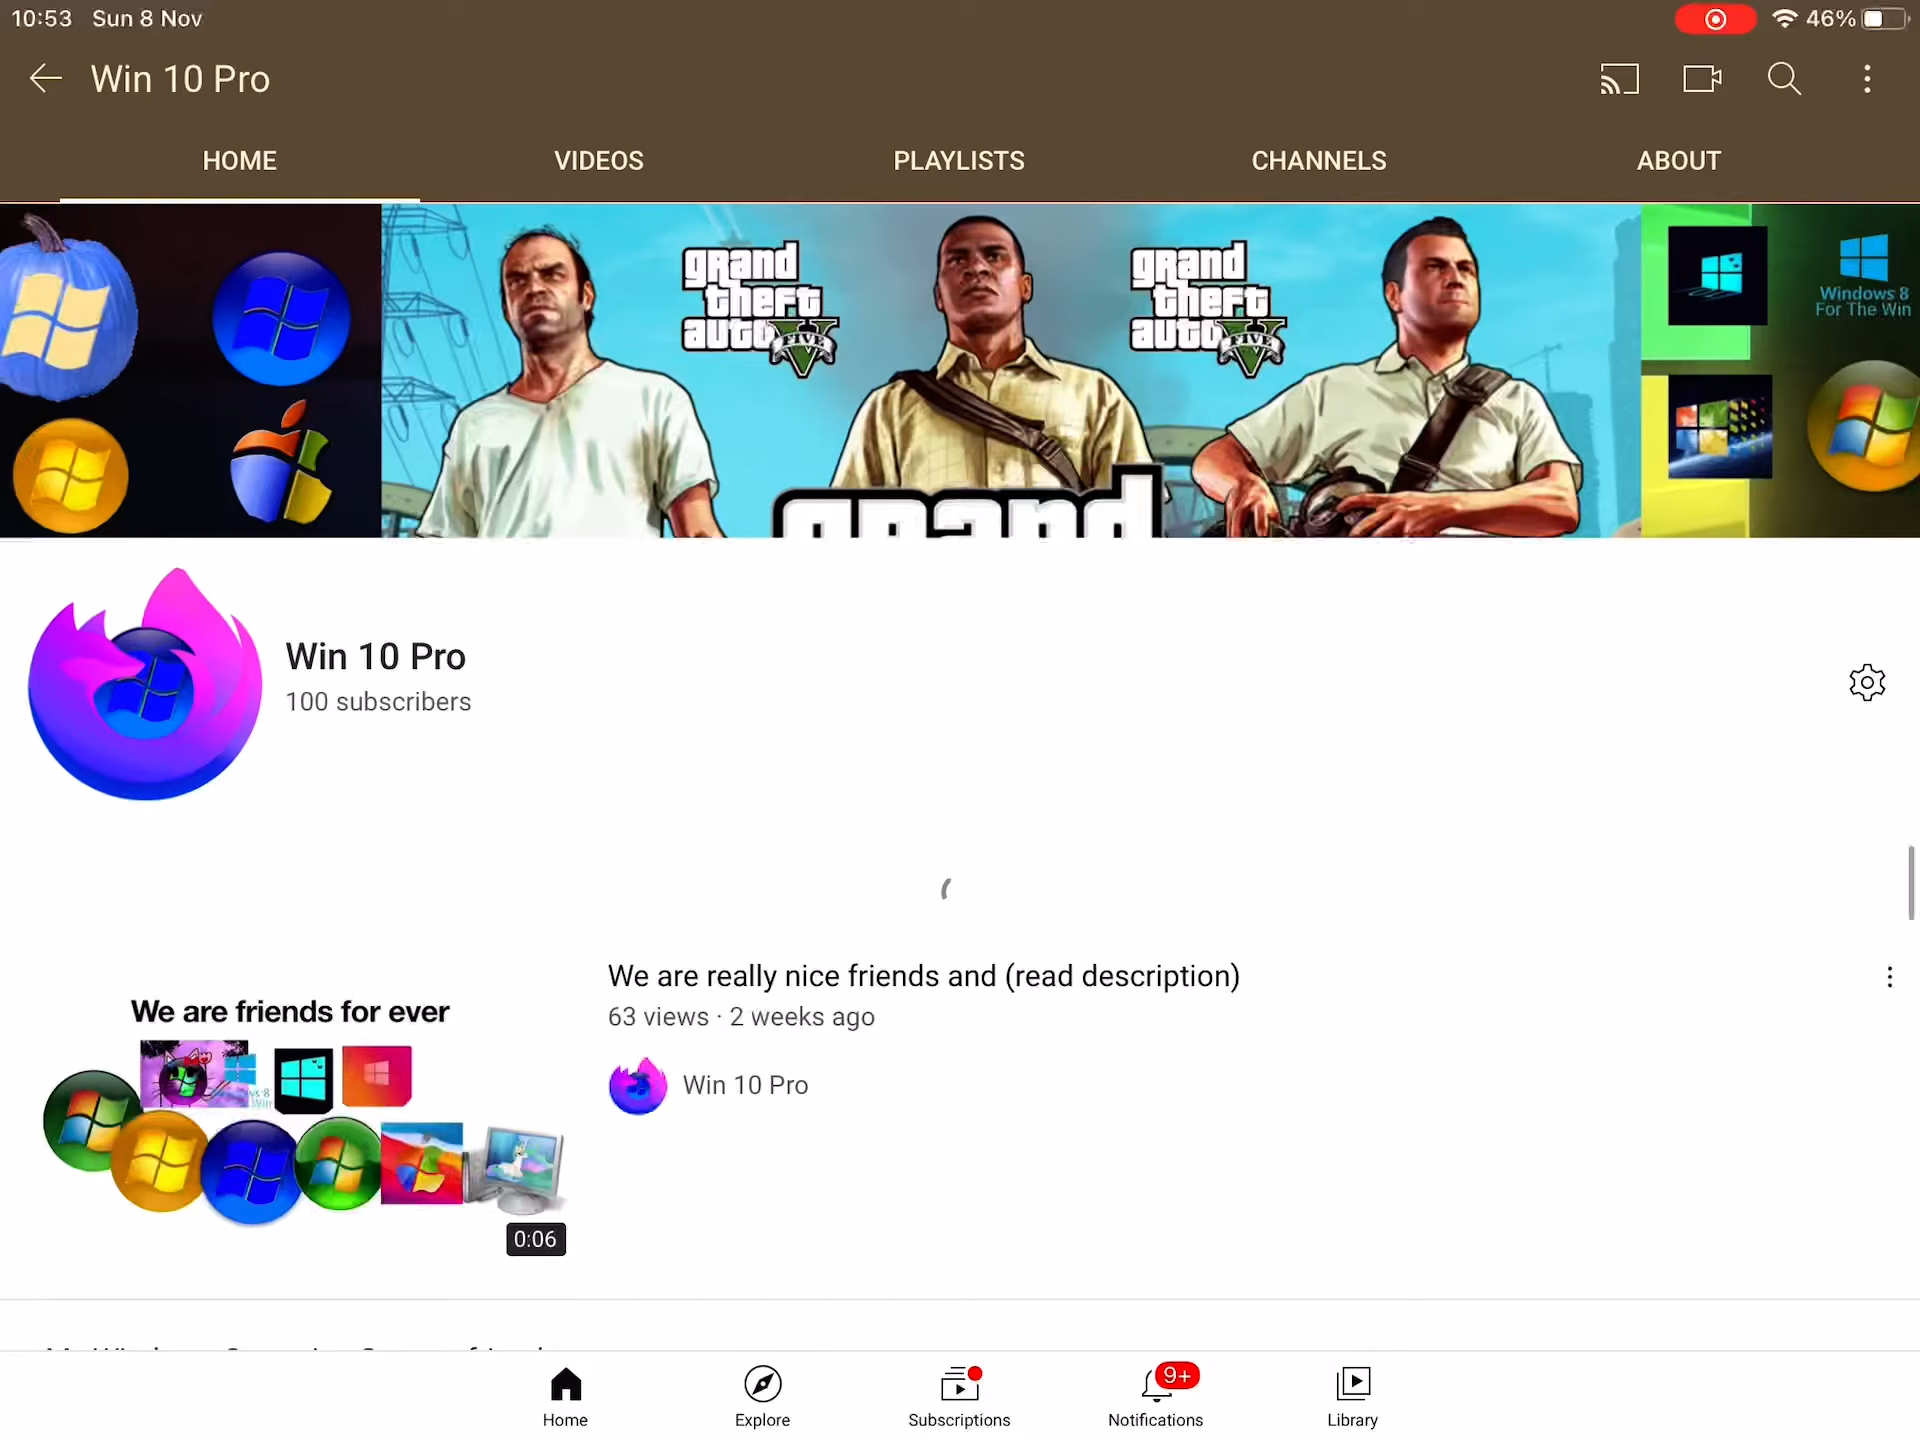 10:53 Sun 8 Nov
46%
Win 10 Pro
HOME VIDEOS PLAYLISTS CHANNELS ABOUT
grand
theft
auto
FIVE
grand
theft
auto
FIVE
Windows 8
For The Win
grand
Win 10 Pro
100 subscribers
We are really nice friends and (read description)
63 views · 2 weeks ago
Win 10 Pro
We are friends for ever
0:06
9+
Home Explore Subscriptions Notifications Library